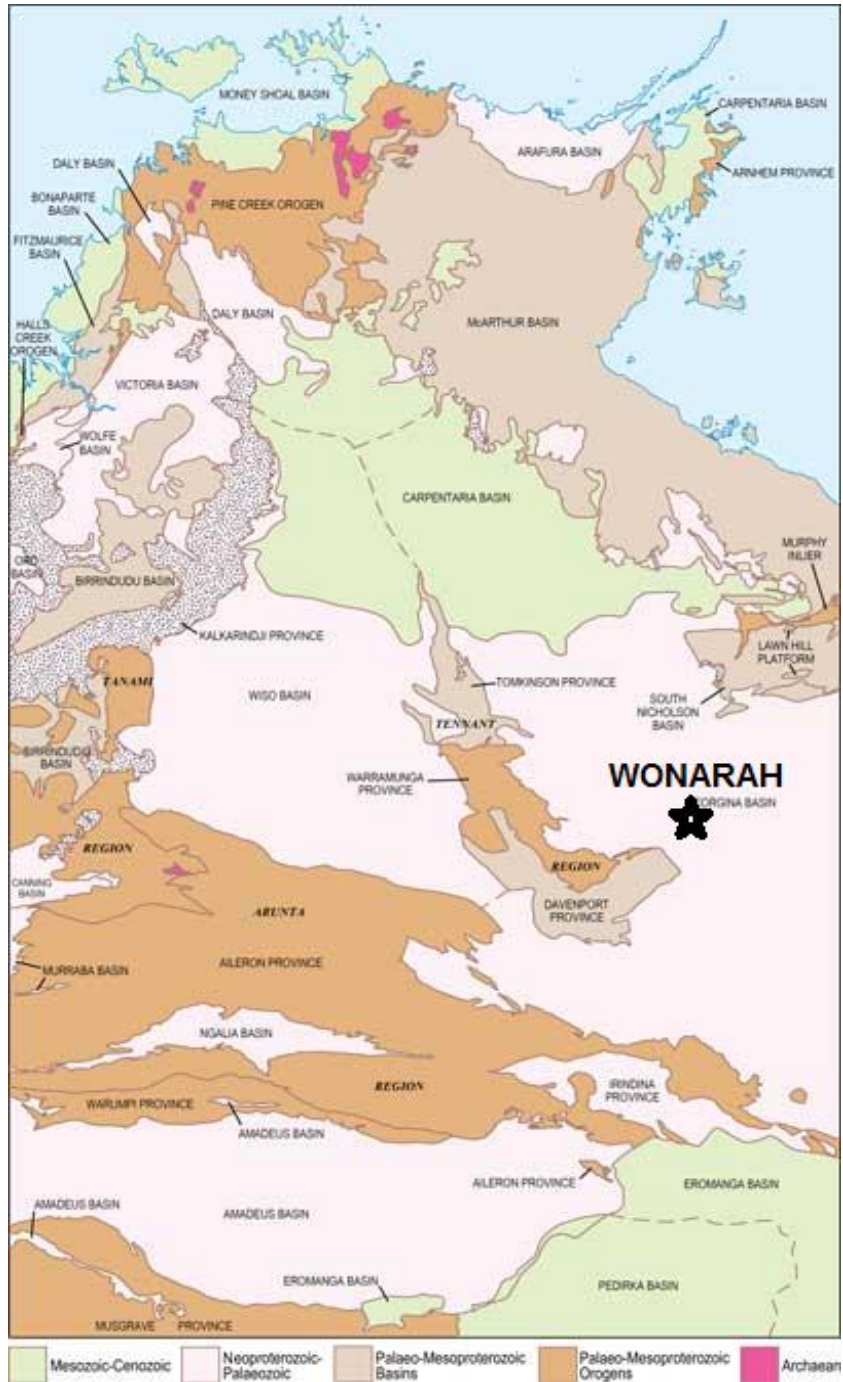 MONEY SHOAL BASIN
CARPENTARIA BASIN
DALY BASIN
ARAFURA BASIN
ARNHEM PROVINCE
BONAPARTE
BASIN
PINE CREEK OROGEN
FITZMAURICE
BASIN
HALLS
CREEK
OROGEN
DALY BASIN
McARTHUR BASIN
VICTORIA BASIN
WOLFE
BASIN
CARPENTARIA BASIN
MURPHY
INLIER
ORD
BASIN
BIRRINDUDU BASIN
KALKARINDJI PROVINCE
LAWN HILL
PLATFORM
TANAMI
WISO BASIN
TOMKINSON PROVINCE
SOUTH
NICHOLSON
BASIN
TENNANT
BIRRINDUDU
BASIN
WARRAMUNGA
PROVINCE
WONARAH
EORGINA BASIN
REGION
REGION
CANNING
BASIN
DAVENPORT
PROVINCE
ARUNTA
AILERON PROVINCE
MURRABA BASIN
NGALIA BASIN
REGION
IRINDINA
PROVINCE
WARUMPI PROVINCE
AMADEUS BASIN
AILERON PROVINCE
EROMANGA BASIN
AMADEUS BASIN
AMADEUS BASIN
EROMANGA BASIN
PEDIRKA BASIN
MUSGRAVE PROVINCE
Mesozoic-Cenozoic
Neoproterozoic-
Palaeozoic
Palaeo-Mesoproterozoic
Basins
Palaeo-Mesoproterozoic
Orogens
Archaean